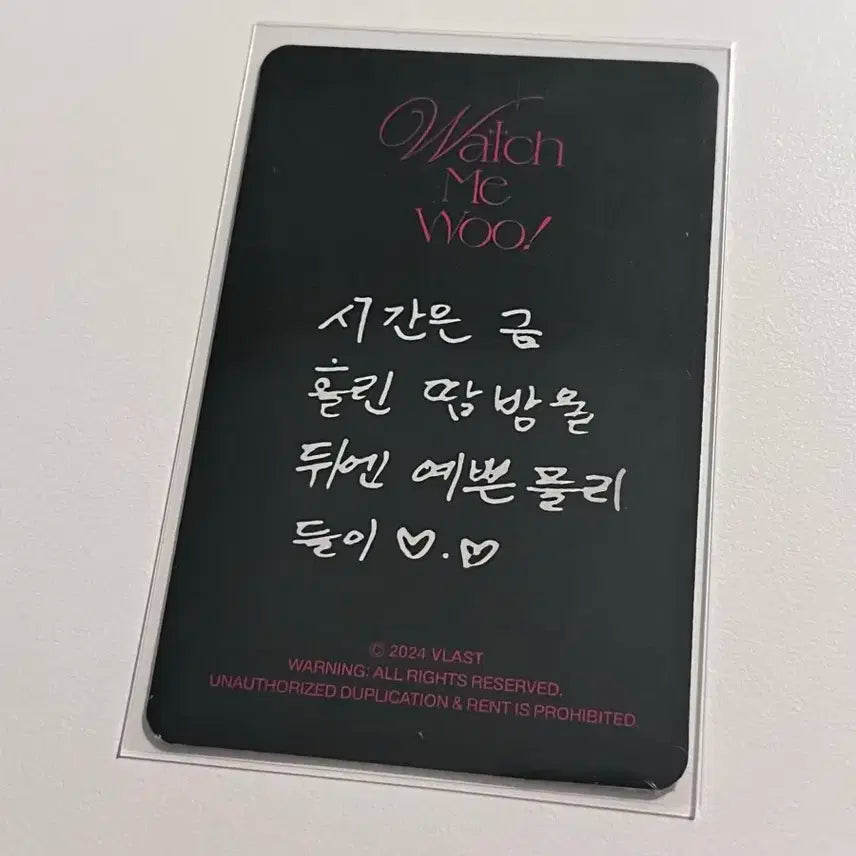 Watch
Me
Woo!
시간은 금
흘린 땀방울
뒤엔 예쁜 플리
들이 ♡.♡
© 2024 VLAST
WARNING: ALL RIGHTS RESERVED.
UNAUTHORIZED DUPLICATION & RENT IS PROHIBITED.